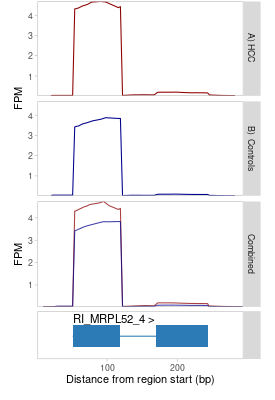 4
3
2
1
A) HCC
FPM
4
3
2
1
B) Controls
4
3
2
1
FPM
Combined
RI_MRPL52_4 >
100 200
Distance from region start (bp)